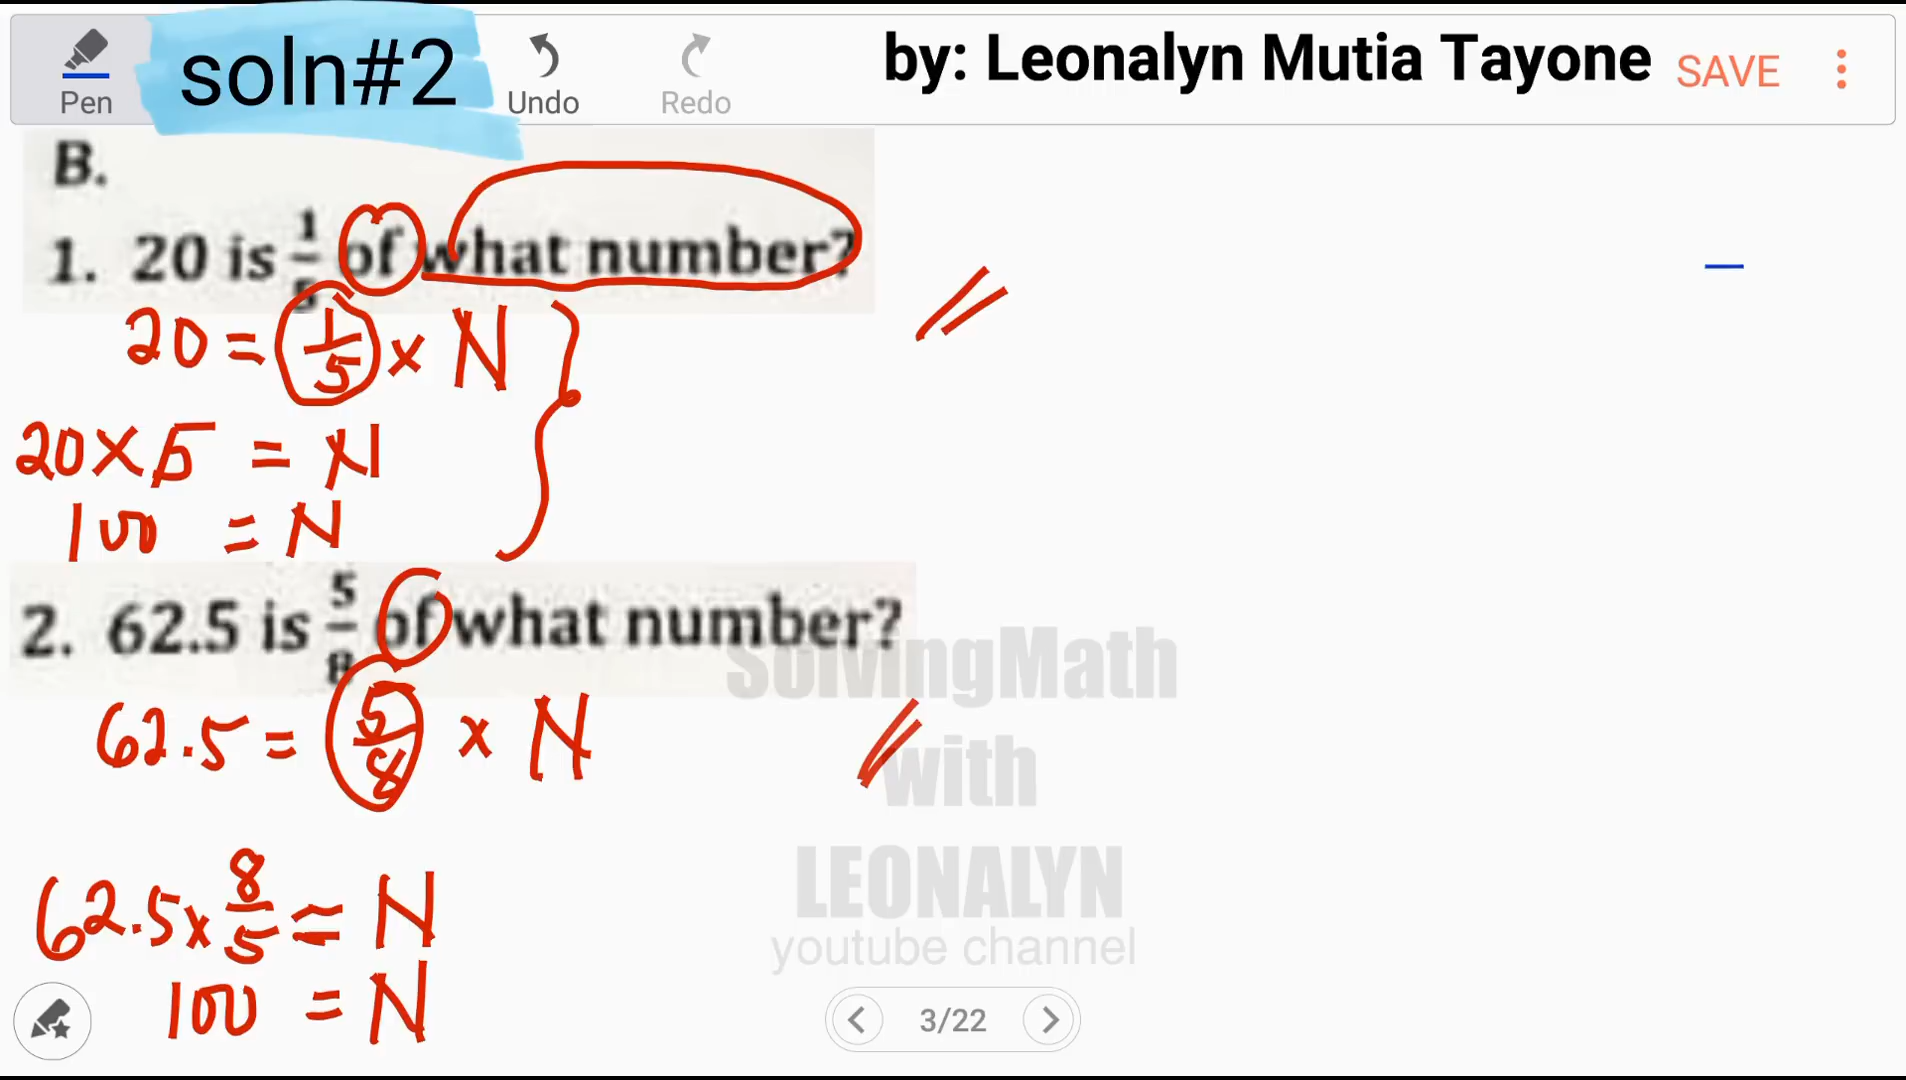 Pen
soln#2
Undo
Redo
by: Leonalyn Mutia Tayone
SAVE
B.
1. 20 is 1/5 of what number?
20 = 1/5 x N
20 x 5 = N
100 = N
2. 62.5 is 5/8 of what number?
62.5 = 5/8 x N
62.5 x 8/5 = N
100 = N
SolvingMath
with
LEONALYN
youtube channel
3/22